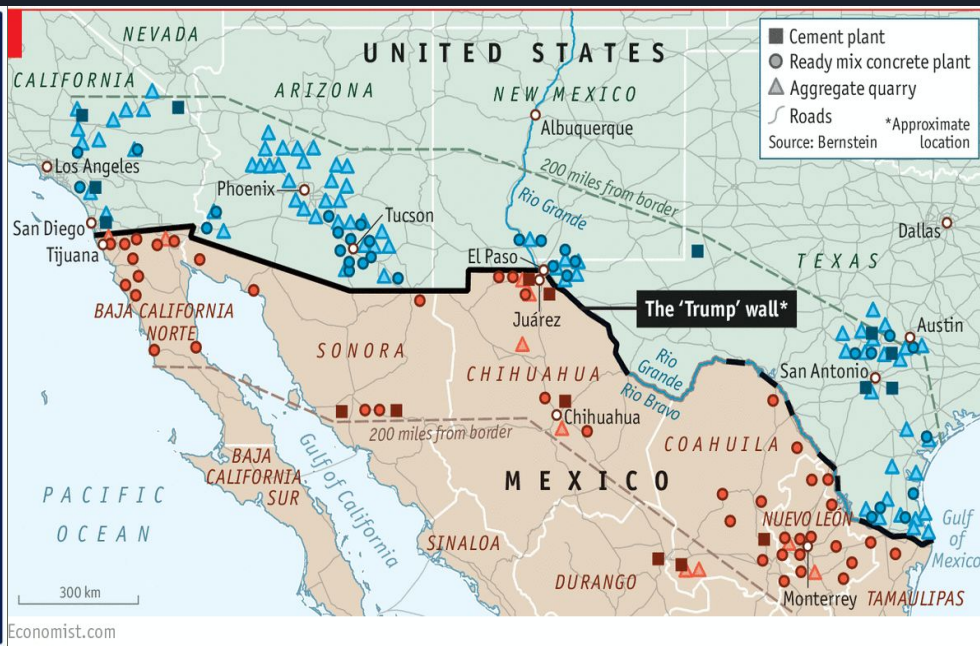 NEVADA
UNITED STATES
CALIFORNIA
ARIZONA
NEW MEXICO
Albuquerque
Cement plant
Ready mix concrete plant
Aggregate quarry
Roads
*Approximate
location
Source: Bernstein
Los Angeles
Phoenix
200 miles from border
Rio Grande
San Diego
Tucson
Dallas
Tijuana
El Paso
TEXAS
BAJA CALIFORNIA
NORTE
Juárez
The ‘Trump’ wall*
Austin
SONORA
CHIHUAHUA
Rio
Grande
Rio Bravo
San Antonio
200 miles from border
Chihuahua
COAHUILA
BAJA
CALIFORNIA
SUR
Gulf of California
MEXICO
PACIFIC
OCEAN
SINALOA
NUEVO LEÓN
Gulf
of
Mexico
DURANGO
Monterrey
TAMAULIPAS
300 km
Economist.com